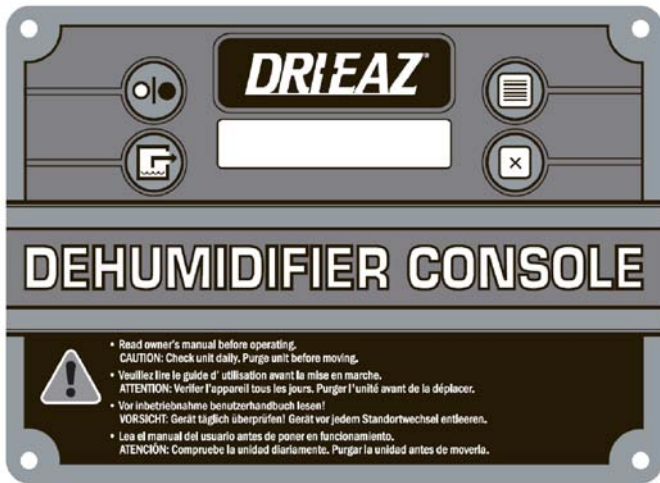 DRI-EAZ
DEHUMIDIFIER CONSOLE
• Read owner's manual before operating.
CAUTION: Check unit daily. Purge unit before moving.
• Veuillez lire le guide d' utilisation avant la mise en marche.
ATTENTION: Verifer l'appareil tous les jours. Purger l'unité avant de la déplacer.
• Vor inbetriebnahme benutzerhandbuch lesen!
VORSICHT: Gerät täglich überprüfen! Gerät vor jedem Standortwechsel entleeren.
• Lea el manual del usuario antes de poner en funcionamiento.
ATENCIÓN: Compruebe la unidad diariamente. Purgar la unidad antes de moverla.